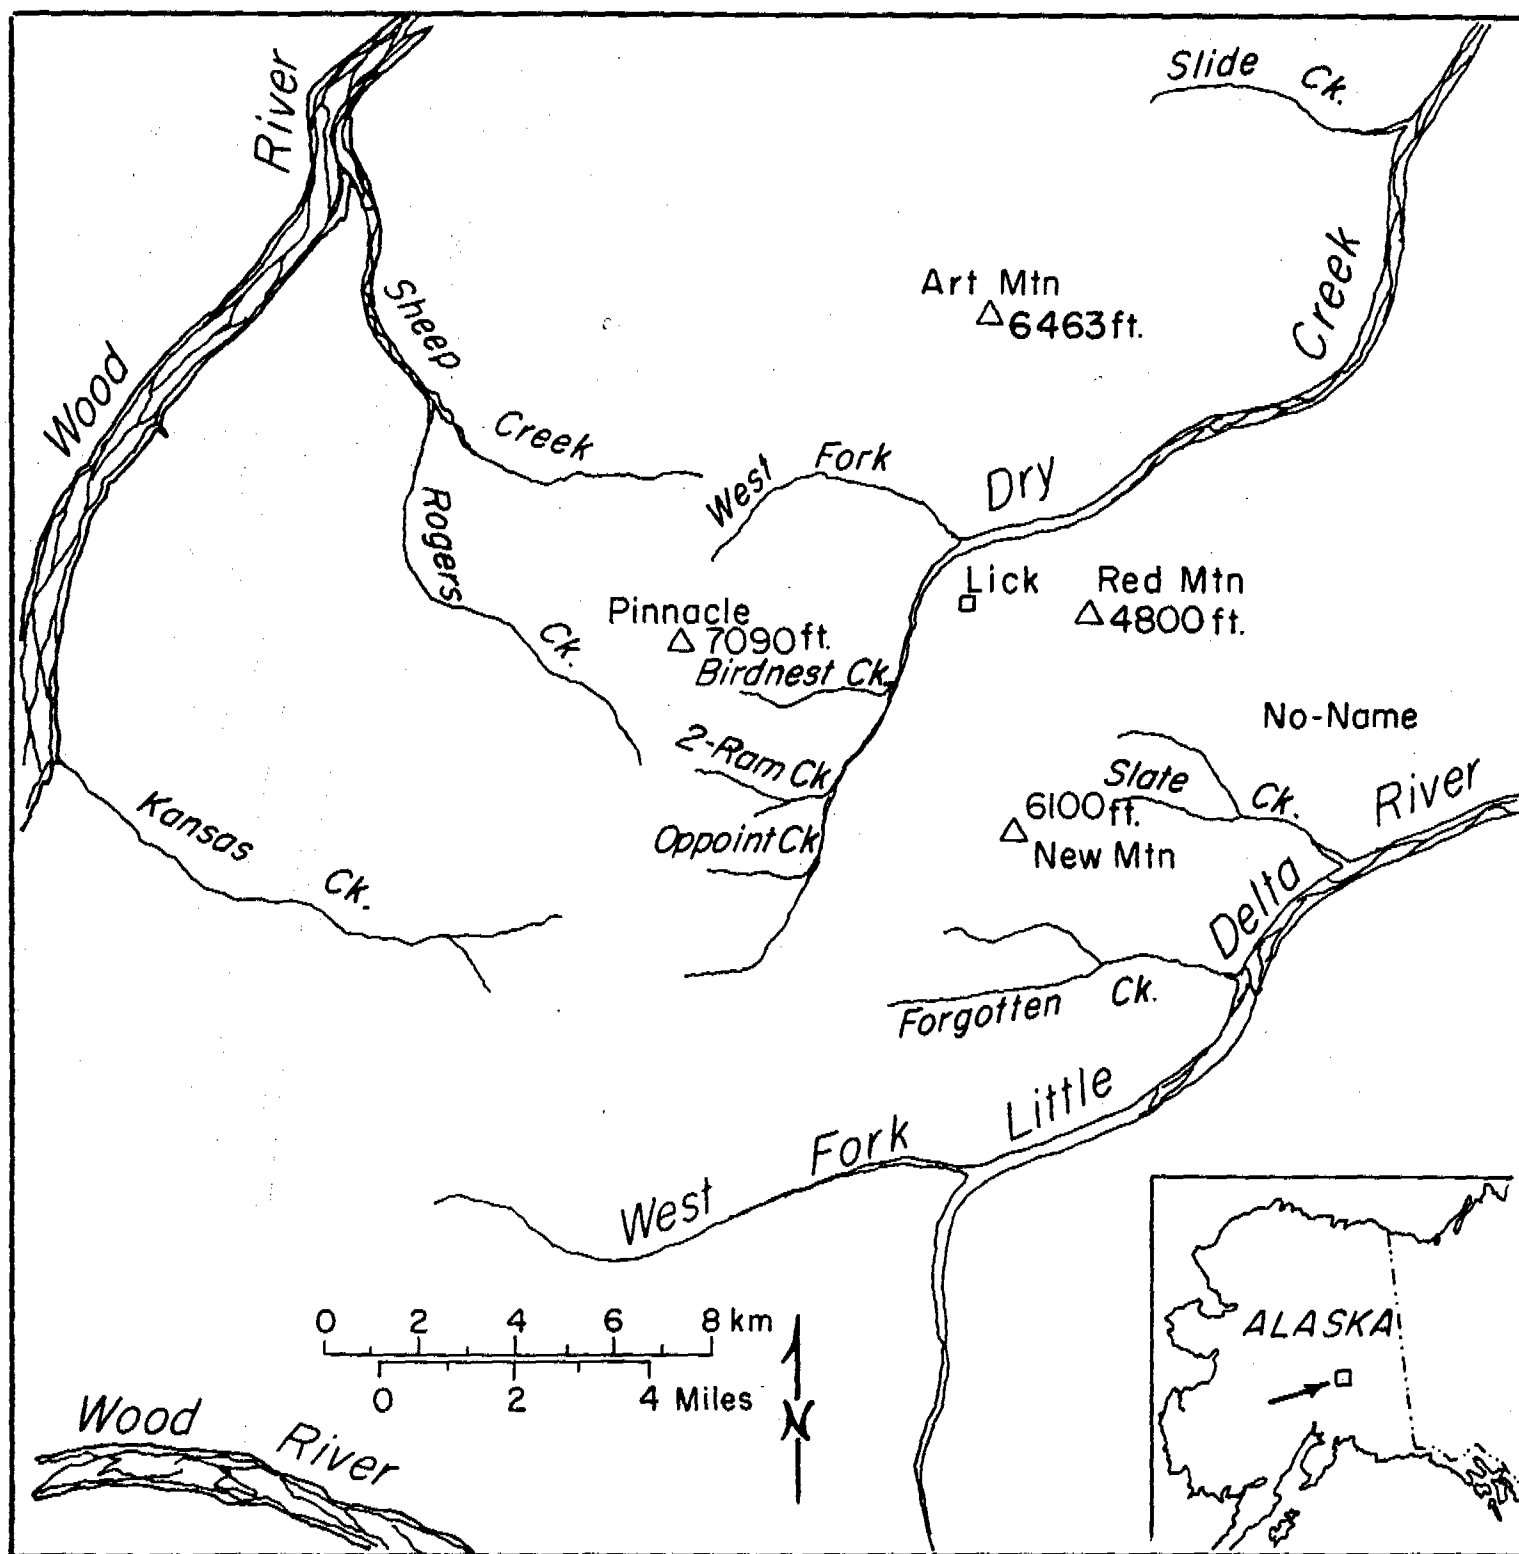 Slide Ck.
Wood River
Sheep Creek
Art Mtn
6463 ft.
Dry Creek
West Fork
Rogers Ck.
Lick
Red Mtn
4800 ft.
Pinnacle
7090 ft.
Birdnest Ck.
No-Name
2-Ram Ck
Slate Ck.
6100 ft.
New Mtn
Oppoint Ck
Kansas Ck.
Forgotten Ck.
West Fork Little Delta River
0 2 4 6 8 km
0 2 4 Miles
N
ALASKA
Wood River